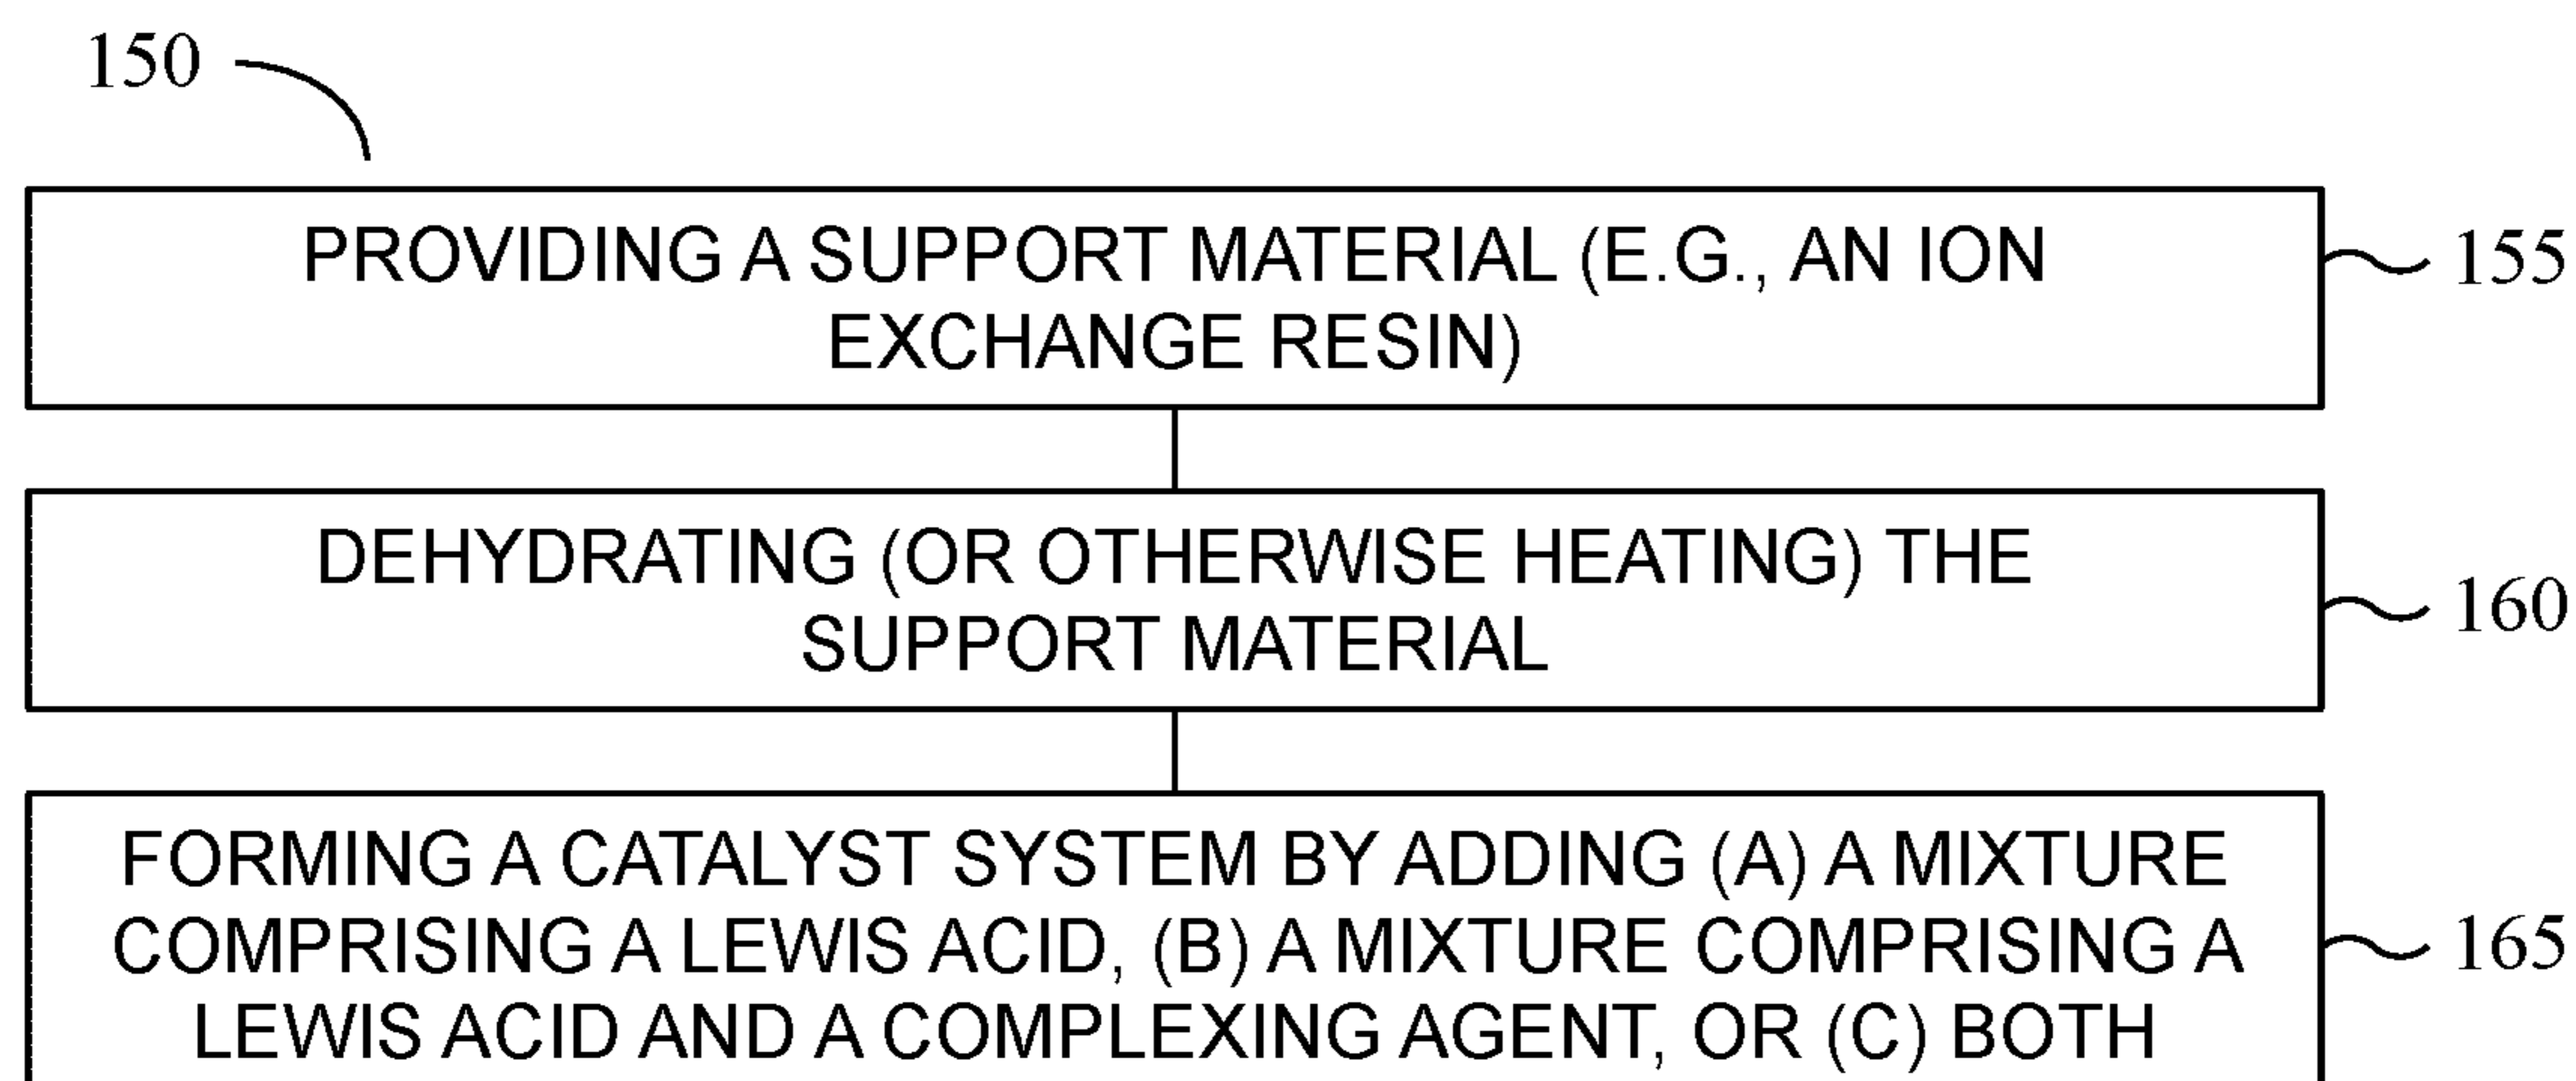 150
PROVIDING A SUPPORT MATERIAL (E.G., AN ION
EXCHANGE RESIN)
155
DEHYDRATING (OR OTHERWISE HEATING) THE
SUPPORT MATERIAL
160
FORMING A CATALYST SYSTEM BY ADDING (A) A MIXTURE
COMPRISING A LEWIS ACID, (B) A MIXTURE COMPRISING A
LEWIS ACID AND A COMPLEXING AGENT, OR (C) BOTH
165